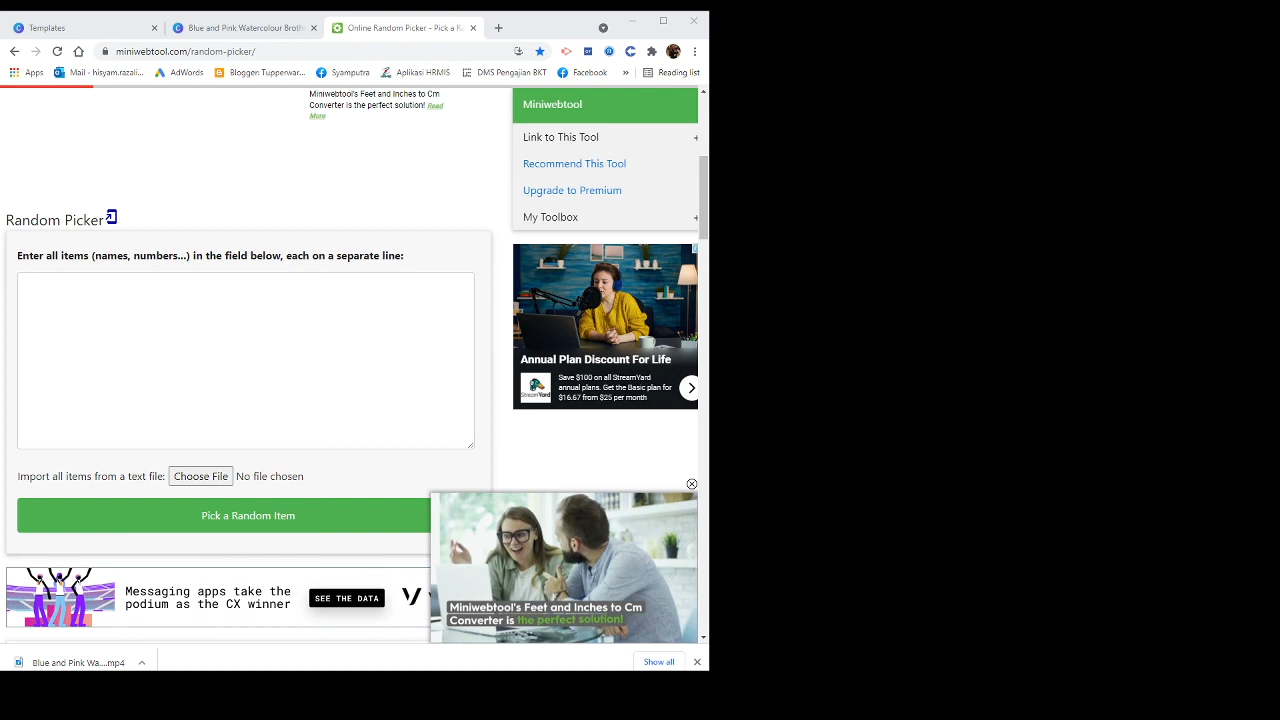 Templates
Blue and Pink Watercolour Broth
Online Random Picker - Pick a R
miniwebtool.com/random-picker/
Apps
Mail - hisyam.razali...
AdWords
Blogger: Tupperwar...
Syamputra
Aplikasi HRMIS
DMS Pengajian BKT
Facebook
»
Reading list
Miniwebtool's Feet and Inches to Cm
Converter is the perfect solution! Read
More
Miniwebtool
Link to This Tool
Recommend This Tool
Upgrade to Premium
My Toolbox
Random Picker
Enter all items (names, numbers...) in the field below, each on a separate line:
Annual Plan Discount For Life
Save $100 on all StreamYard
annual plans. Get the Basic plan for
$16.67 from $25 per month
StreamYard
Import all items from a text file: Choose File No file chosen
Pick a Random Item
Messaging apps take the
podium as the CX winner
SEE THE DATA
Miniwebtool's Feet and Inches to Cm
Converter is the perfect solution!
Blue and Pink Wa....mp4
Show all